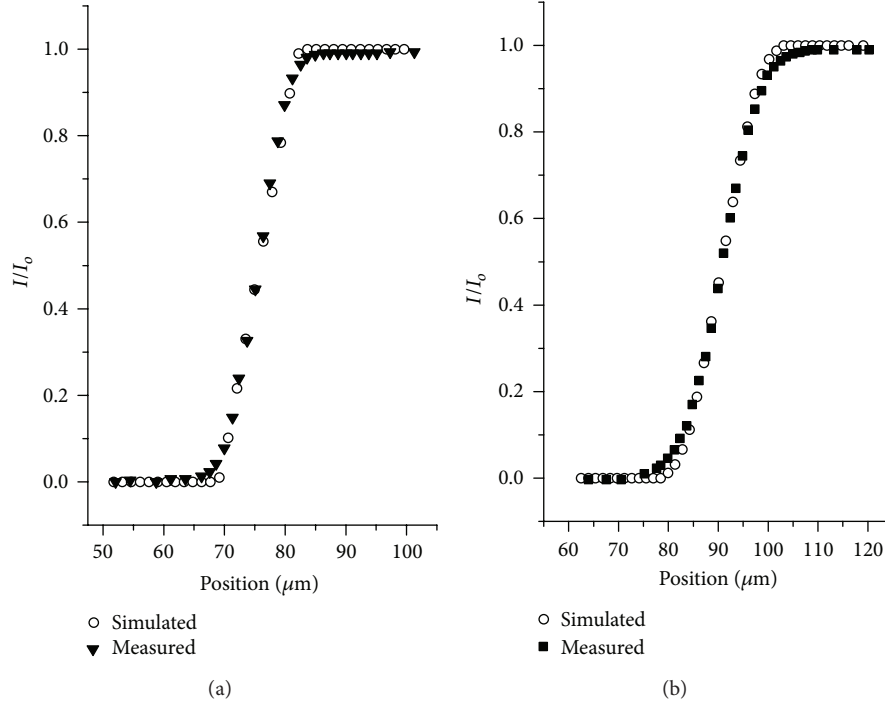 1.0
0.8
0.6
0.4
0.2
0.0
I/Io
50 60 70 80 90 100
Position (μm)
Simulated
Measured
(a)
1.0
0.8
0.6
0.4
0.2
0.0
I/Io
60 70 80 90 100 110 120
Position (μm)
Simulated
Measured
(b)